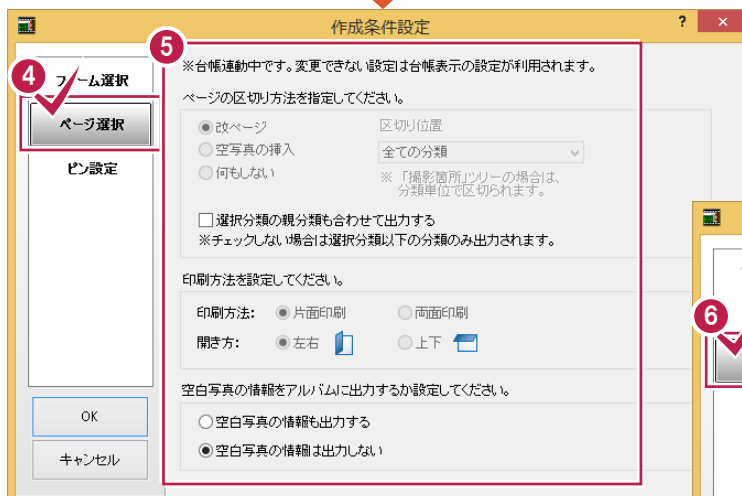 作成条件設定
?
×
5
※台帳連動中です。変更できない設定は台帳表示の設定が利用されます。
4
フレーム選択
ページの区切り方法を指定してください。
ページ選択
改ページ
区切り位置
空写真の挿入
全ての分類
ピン設定
何もしない
※「撮影箇所」ツリーの場合は、
分類単位で区切られます。
選択分類の親分類も合わせて出力する
※チェックしない場合は選択分類以下の分類のみ出力されます。
印刷方法を設定してください。
印刷方法:
片面印刷
両面印刷
6
開き方:
左右
上下
空白写真の情報をアルバムに出力するか設定してください。
OK
空白写真の情報も出力する
空白写真の情報は出力しない
キャンセル